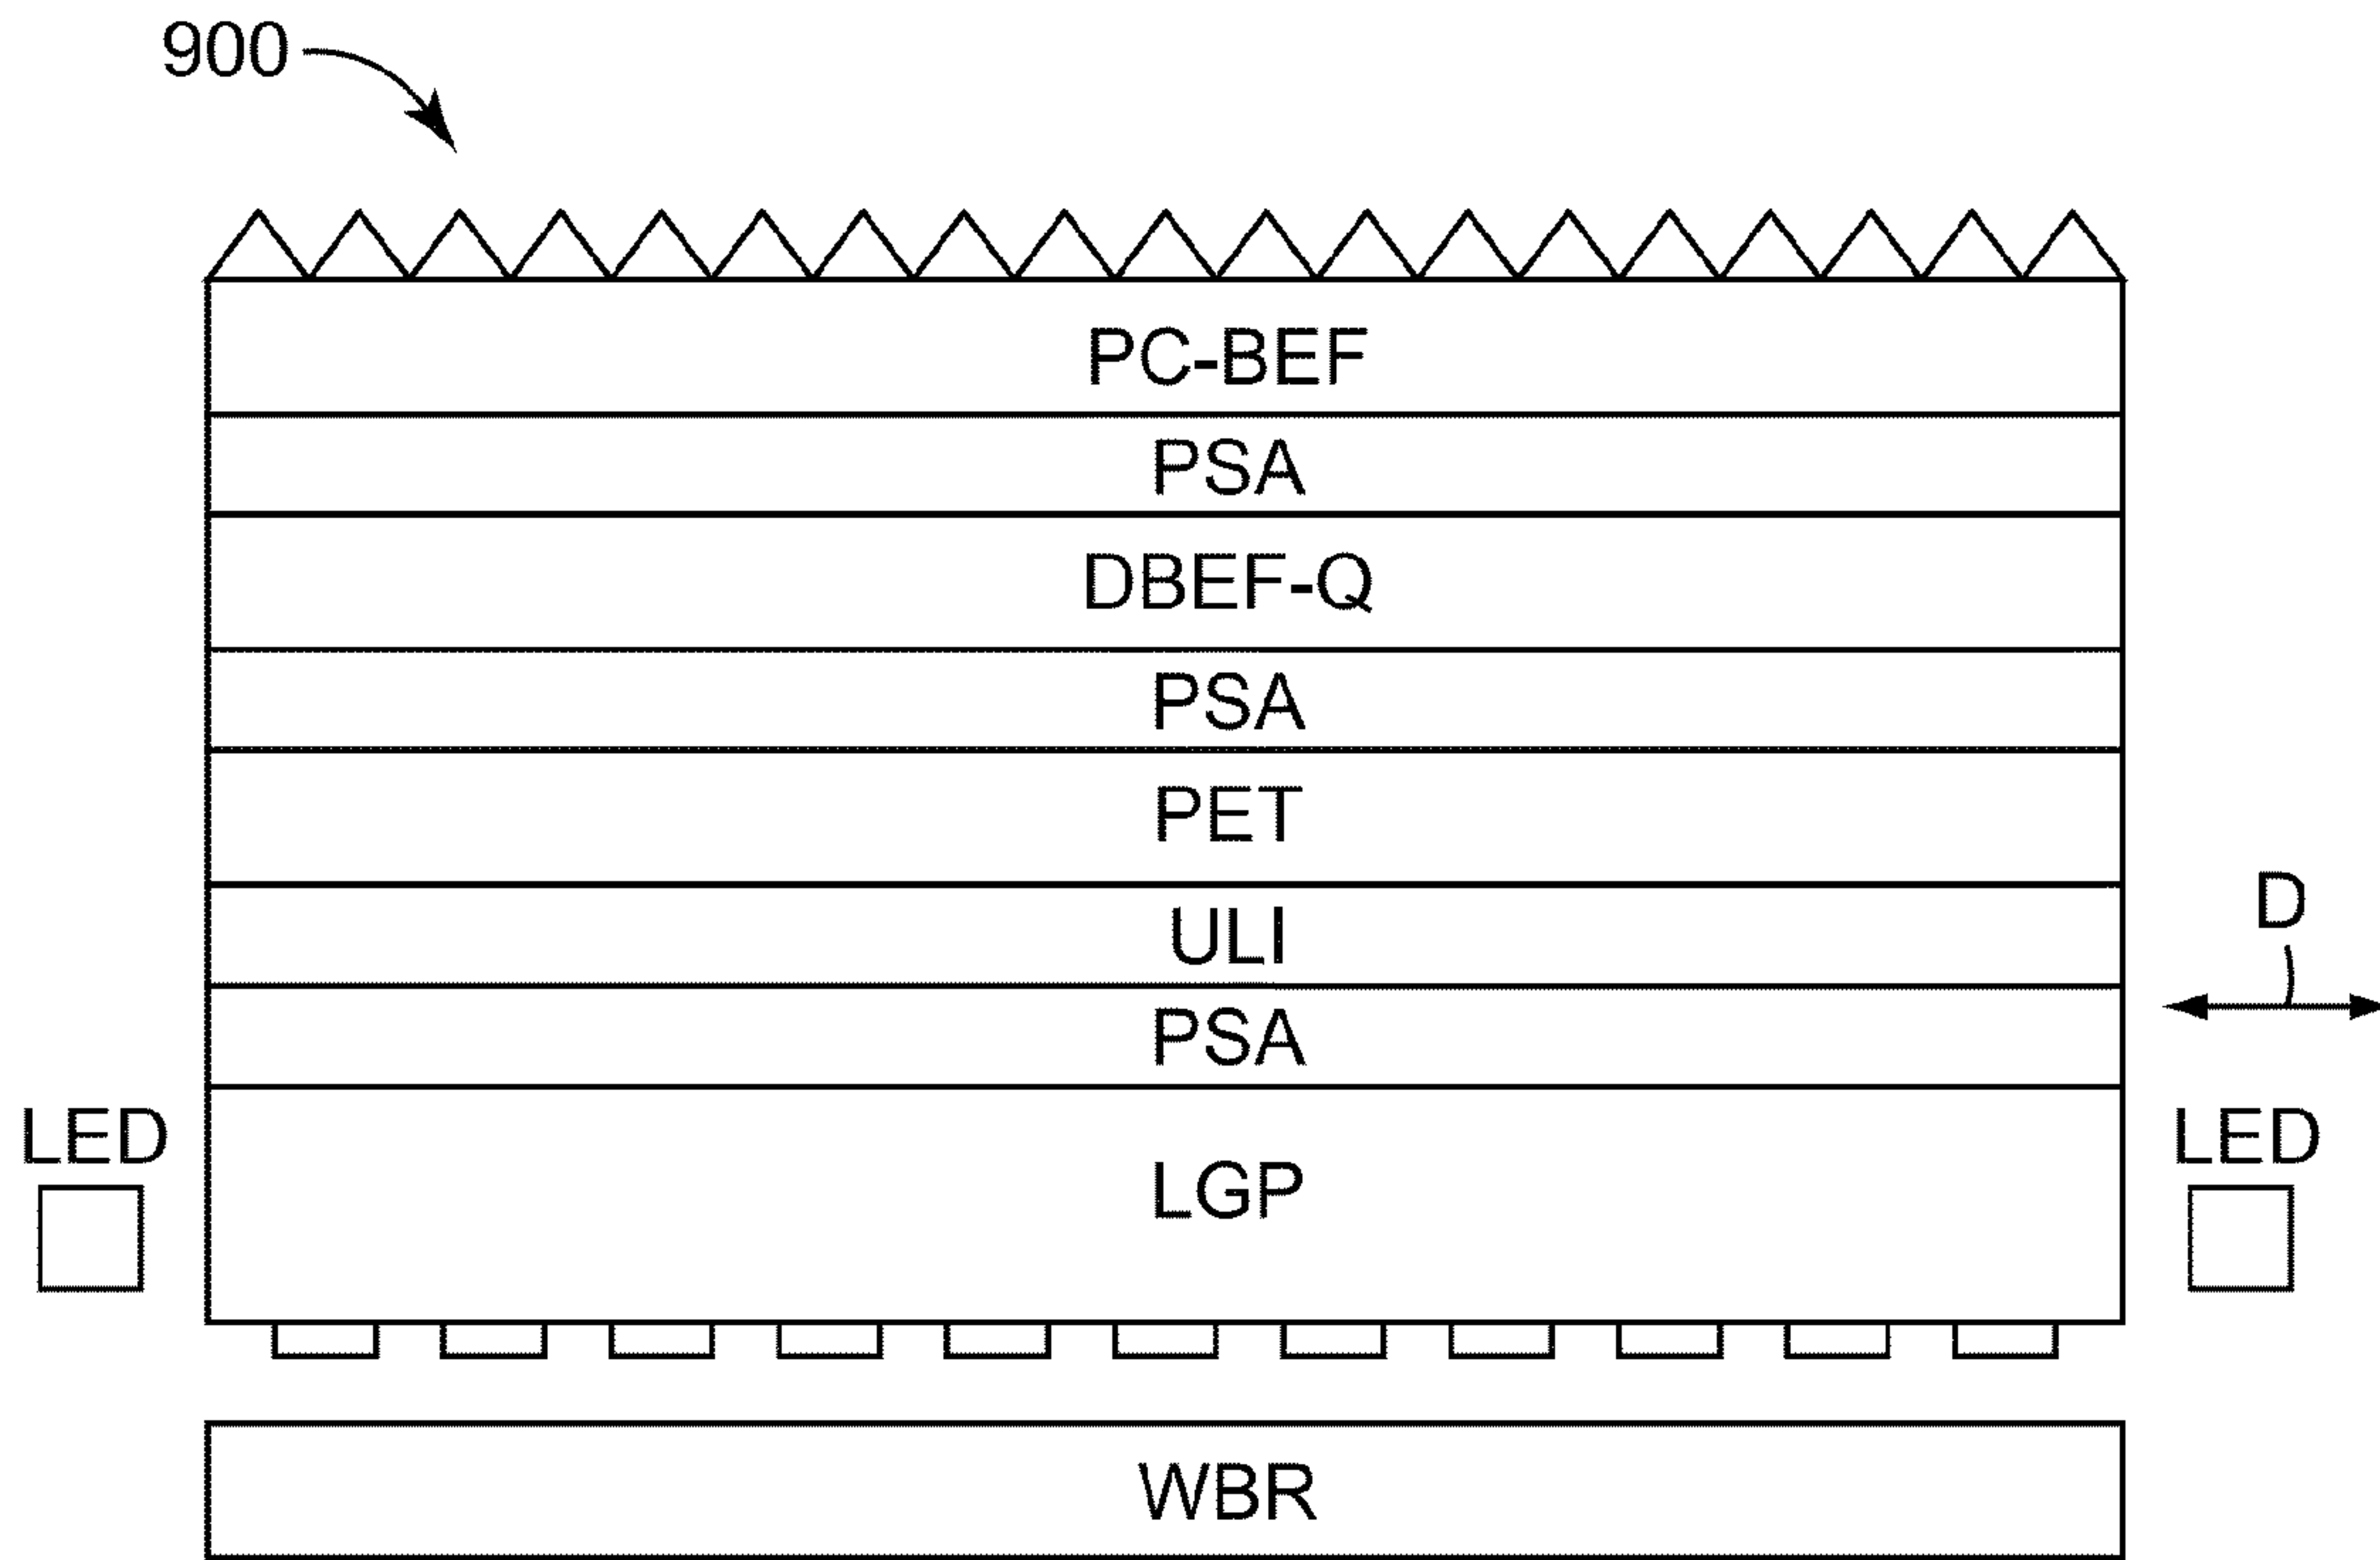 900
PC-BEF
PSA
DBEF-Q
PSA
PET
ULI
D
PSA
LED
LED
LGP
WBR